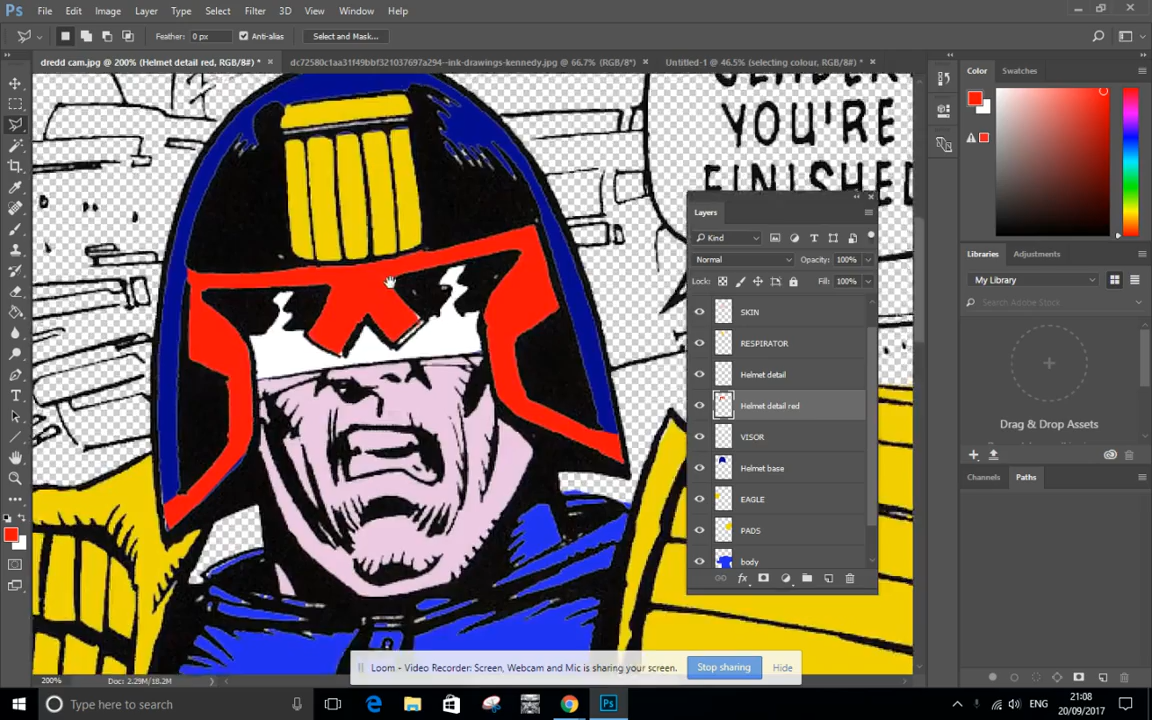 Ps File Edit Image Layer Type Select Filter 3D View Window Help
Feather: 0 px Anti-alias Select and Mask...
dredd cam.jpg @ 200% (Helmet detail red, RGB/8#) * × dc72580c1aa31f49bbf321037697a294--ink-drawings-kennedy.jpg @ 66.7% (RGB/8*) × Untitled-1 @ 46.5% (selecting colour, RGB/8#) * ×
Color Swatches
YOU'RE
FINISHED
Layers
Kind
Normal Opacity: 100%
Lock: Fill: 100%
SKIN
RESPIRATOR
Helmet detail
Helmet detail red
VISOR
Helmet base
EAGLE
PADS
body
fx
Libraries Adjustments
My Library
Search Adobe Stock
Drag & Drop Assets
Channels Paths
Loom - Video Recorder: Screen, Webcam and Mic is sharing your screen. Stop sharing Hide
200% Doc: 2.29M/18.2M
Type here to search
Ps
ENG
21:08
20/09/2017